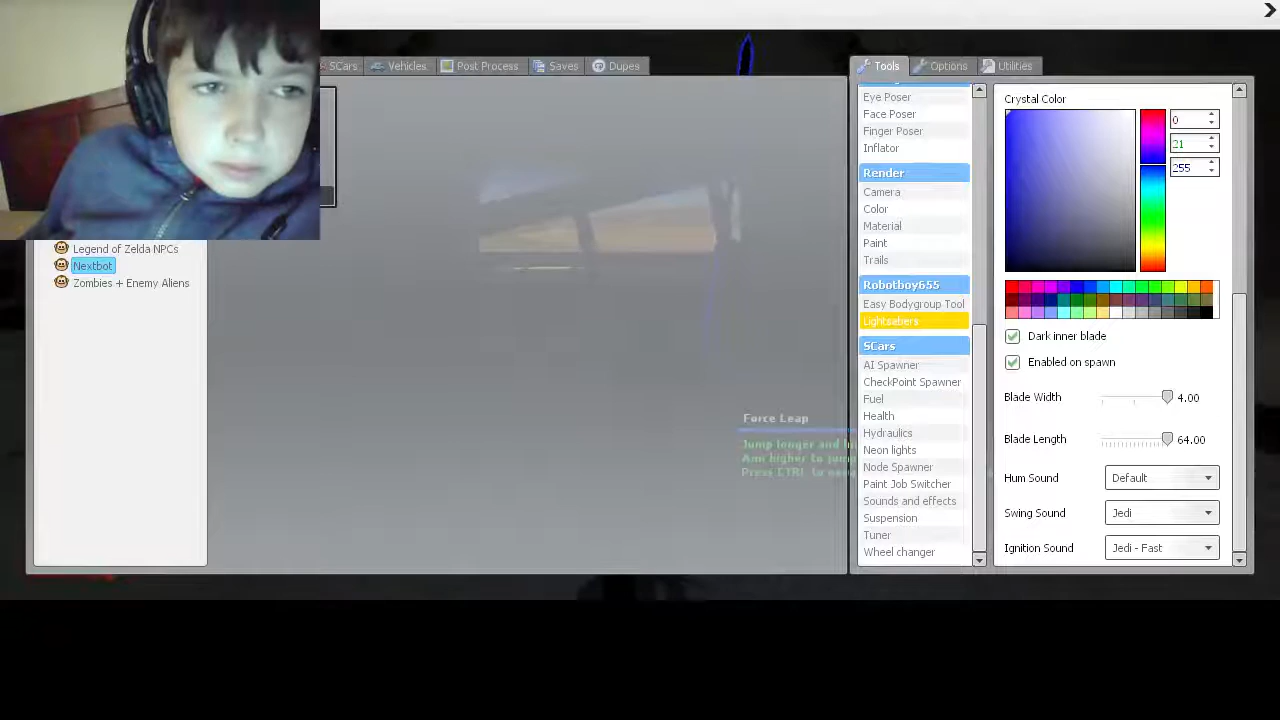 SCars Vehicles Post Process Saves Dupes
Tools Options Utilities
Legend of Zelda NPCs
Nextbot
Zombies + Enemy Aliens
Force Leap
Eye Poser
Face Poser
Finger Poser
Inflator
Render
Camera
Color
Material
Paint
Trails
Robotboy655
Easy Bodygroup Tool
Lightsabers
SCars
AI Spawner
CheckPoint Spawner
Fuel
Health
Hydraulics
Neon lights
Node Spawner
Paint Job Switcher
Sounds and effects
Suspension
Tuner
Wheel changer
Crystal Color
0
21
255
Dark inner blade
Enabled on spawn
Blade Width 4.00
Blade Length 64.00
Hum Sound Default
Swing Sound Jedi
Ignition Sound Jedi - Fast